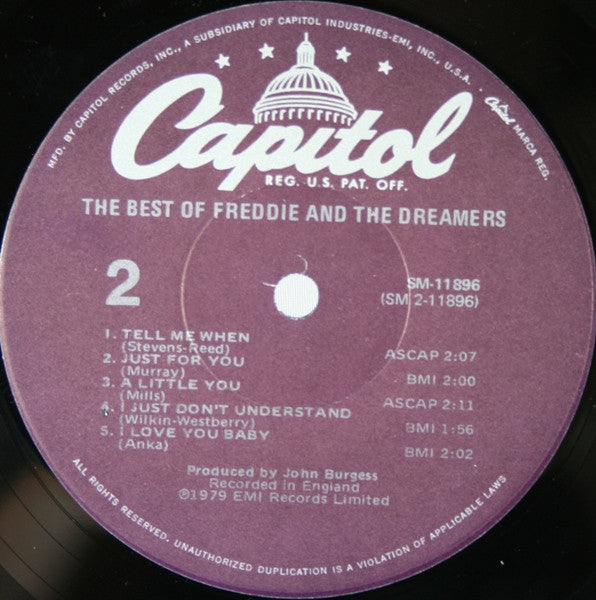 MFD. BY CAPITOL RECORDS, INC., A SUBSIDIARY OF CAPITOL INDUSTRIES-EMI, INC., U.S.A. · Capitol MARCA REG.
Capitol
REG. U.S. PAT. OFF.
THE BEST OF FREDDIE AND THE DREAMERS
2
SM-11896
(SM 2-11896)
1. TELL ME WHEN
(Stevens-Reed) ASCAP 2:07
2. JUST FOR YOU
(Murray) BMI 2:00
3. A LITTLE YOU
(Mills) ASCAP 2:11
4. I JUST DON'T UNDERSTAND
(Wilkin-Westberry) BMI 1:56
5. I LOVE YOU BABY
(Anka) BMI 2:02
Produced by John Burgess
Recorded in England
℗1979 EMI Records Limited
ALL RIGHTS RESERVED. UNAUTHORIZED DUPLICATION IS A VIOLATION OF APPLICABLE LAWS